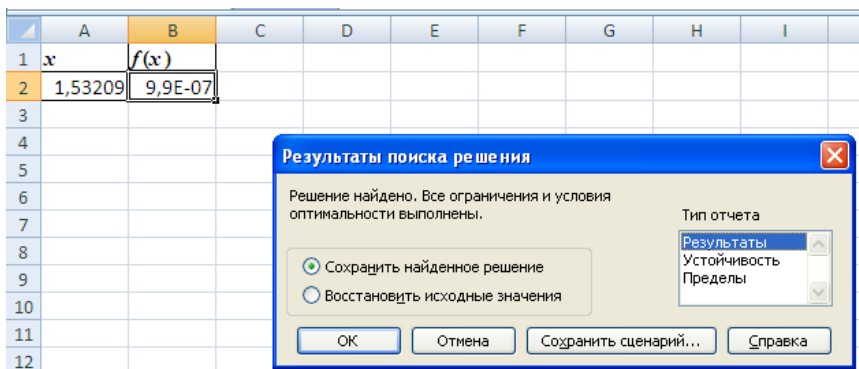 A B C D E F G H I
1 x f(x)
2 1,53209 9,9E-07
3
4
5
6
7
8
9
10
11
12
Результаты поиска решения
Решение найдено. Все ограничения и условия
оптимальности выполнены.
Тип отчета
Результаты
Устойчивость
Пределы
Сохранить найденное решение
Восстановить исходные значения
ОК Отмена Сохранить сценарий... Справка